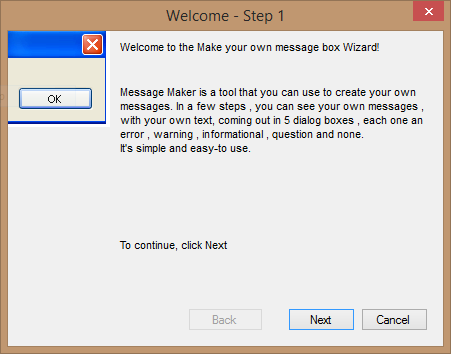 Welcome - Step 1
OK
Welcome to the Make your own message box Wizard!
Message Maker is a tool that you can use to create your own
messages. In a few steps , you can see your own messages ,
with your own text, coming out in 5 dialog boxes , each one an
error , warning , informational , question and none.
It's simple and easy-to use.
To continue, click Next
Back
Next
Cancel